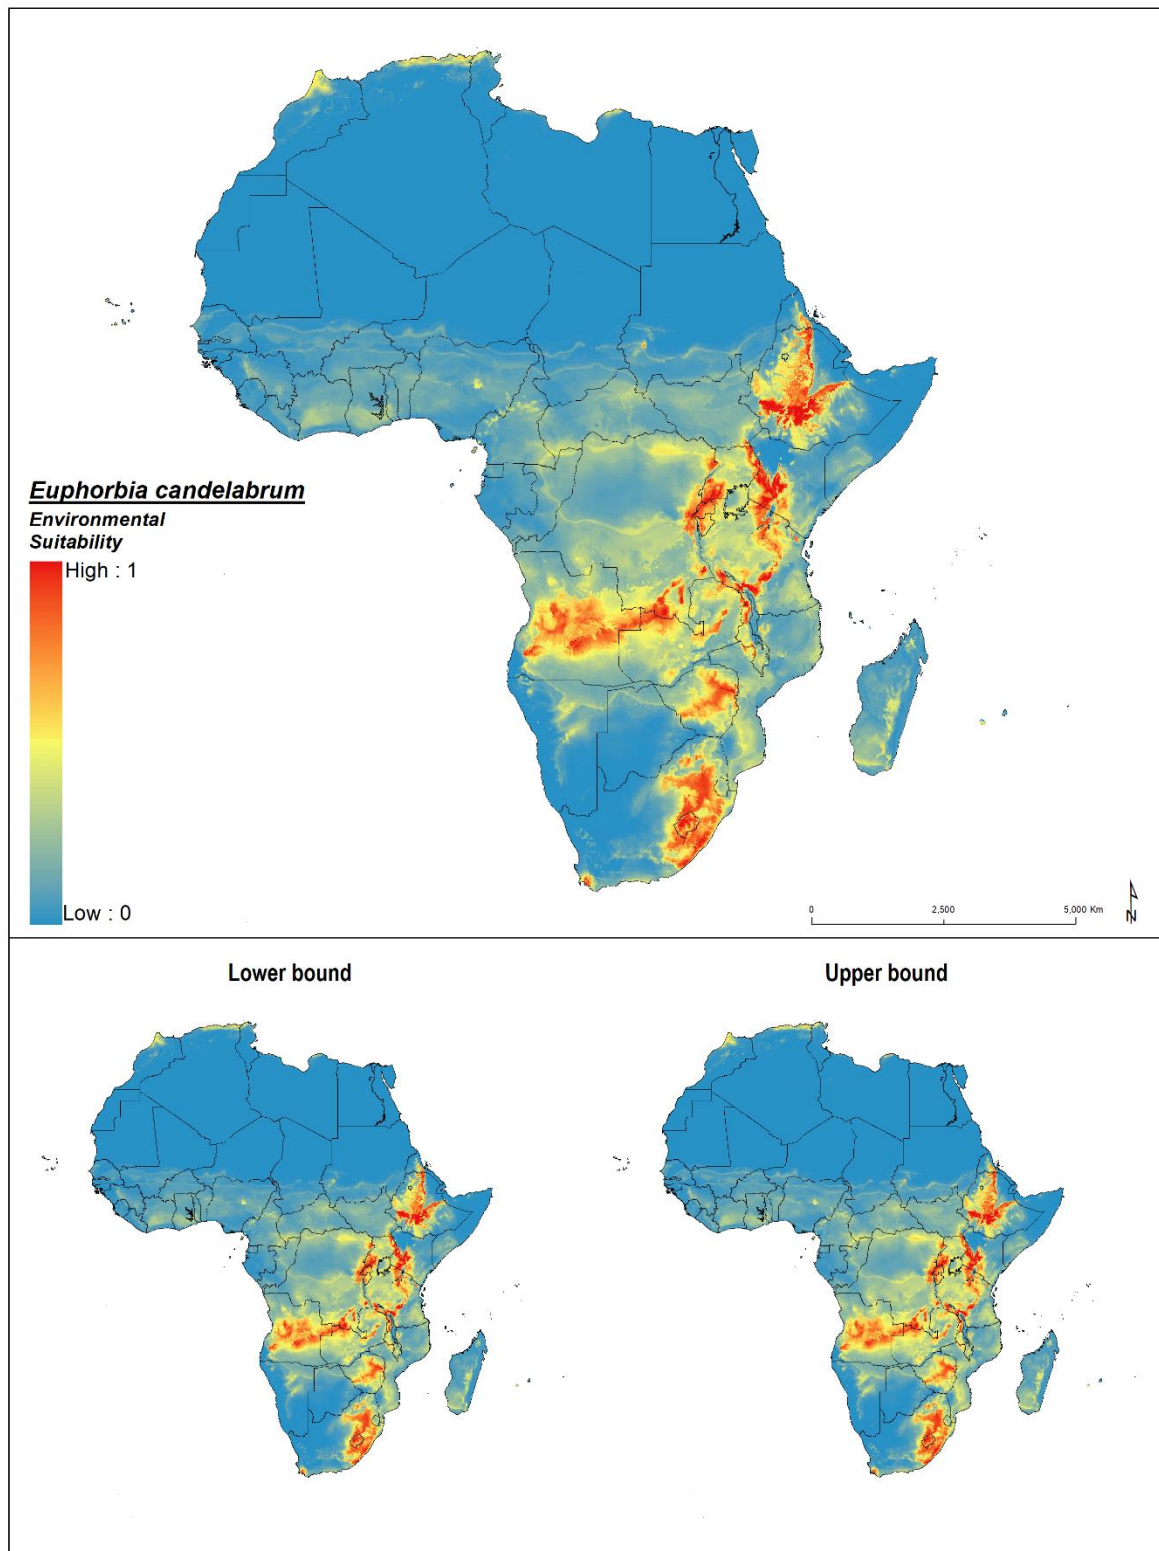 Euphorbia candelabrum
Environmental
Suitability
High : 1
Low : 0
0 2,500 5,000 Km
N
Lower bound
Upper bound